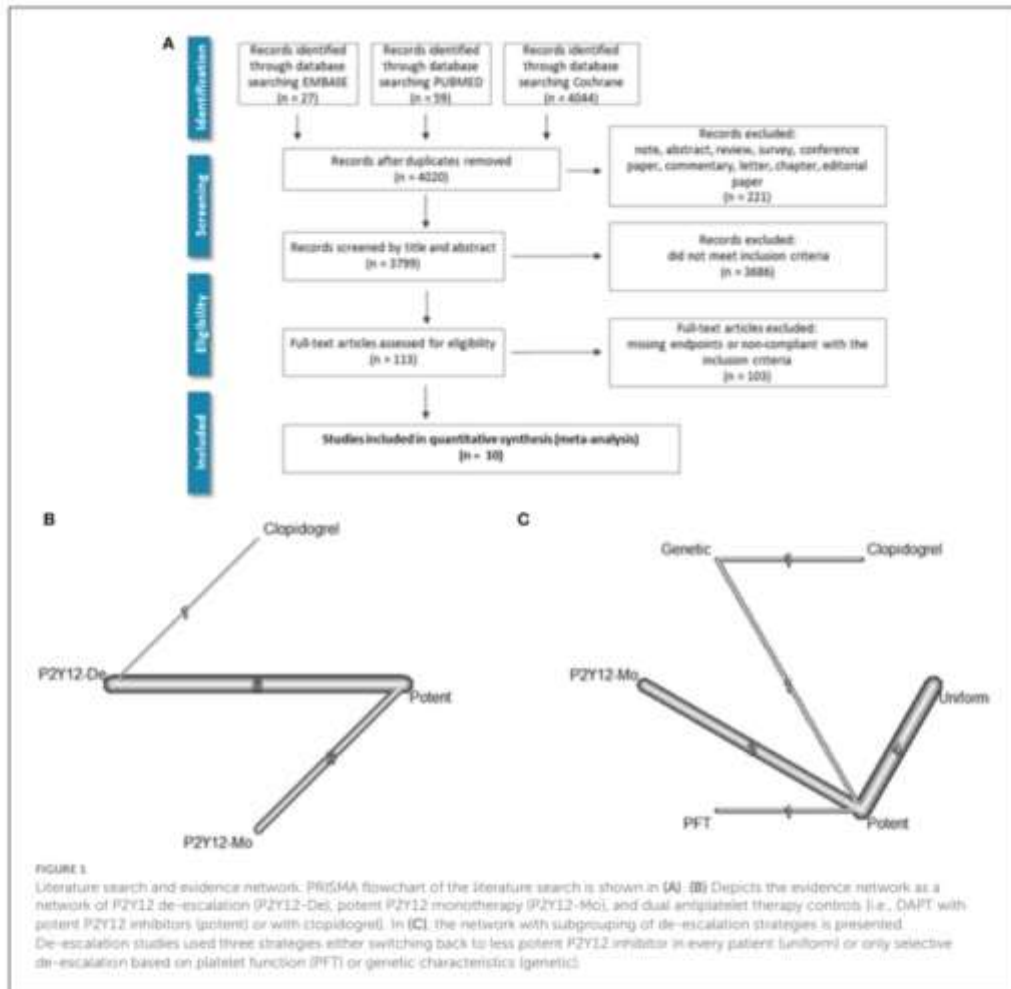 A
Identification
Records identified
through database
searching EMBASE
(n = 27)
Records identified
through database
searching PUBMED
(n = 59)
Records identified
through database
searching Cochrane
(n = 4044)
Records after duplicates removed
(n = 4020)
Records excluded:
note, abstract, review, survey, conference
paper, commentary, letter, chapter, editorial
paper
(n = 221)
Screening
Records screened by title and abstract
(n = 3799)
Records excluded:
did not meet inclusion criteria
(n = 3686)
Eligibility
Full-text articles assessed for eligibility
(n = 113)
Full-text articles excluded:
missing endpoints or non-compliant with the
inclusion criteria
(n = 103)
Included
Studies included in quantitative synthesis (meta-analysis)
(n = 10)
B
Clopidogrel
P2Y12-De
Potent
P2Y12-Mo
C
Genetic
Clopidogrel
P2Y12-Mo
Uniform
PFT
Potent
FIGURE 1
Literature search and evidence network: PRISMA flowchart of the literature search is shown in (A). (B) Depicts the evidence network as a
network of P2Y12 de-escalation (P2Y12-De), potent P2Y12 monotherapy (P2Y12-Mo), and dual antiplatelet therapy controls (i.e., DAPT with
potent P2Y12 inhibitors (potent) or with clopidogrel). In (C), the network with subgrouping of de-escalation strategies is presented.
De-escalation studies used three strategies either switching back to less potent P2Y12 inhibitor in every patient (uniform) or only selective
de-escalation based on platelet function (PFT) or genetic characteristics (genetic).